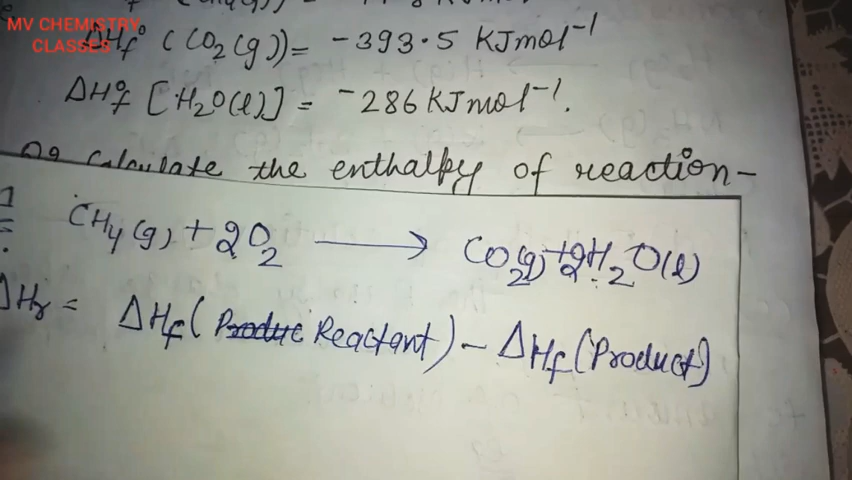 MV CHEMISTRY
CLASSES
ΔHf° (CO2(g)) = -393.5 KJmol-1
ΔHf° [H2O(l)] = -286 KJmol-1.
Calculate the enthalpy of reaction-
CH4(g) + 2O2 → CO2(g) + 2H2O(l)
ΔHr = ΔHf (Reactant) - ΔHf (Product)